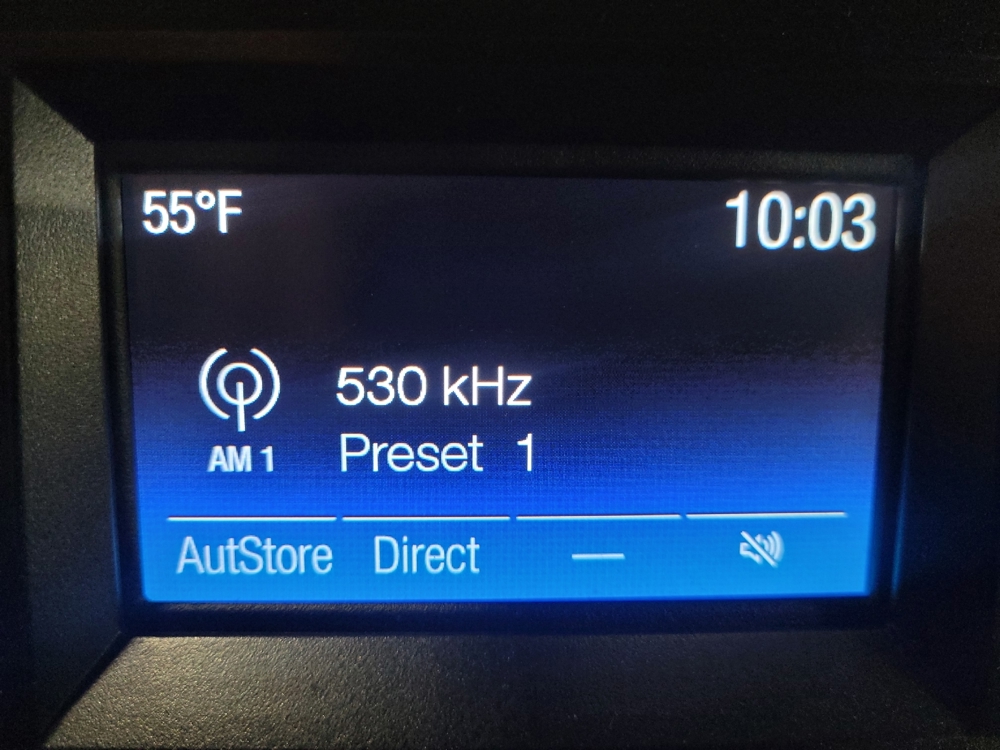 55°F
10:03
530 kHz
AM 1
Preset 1
AutStore
Direct
—